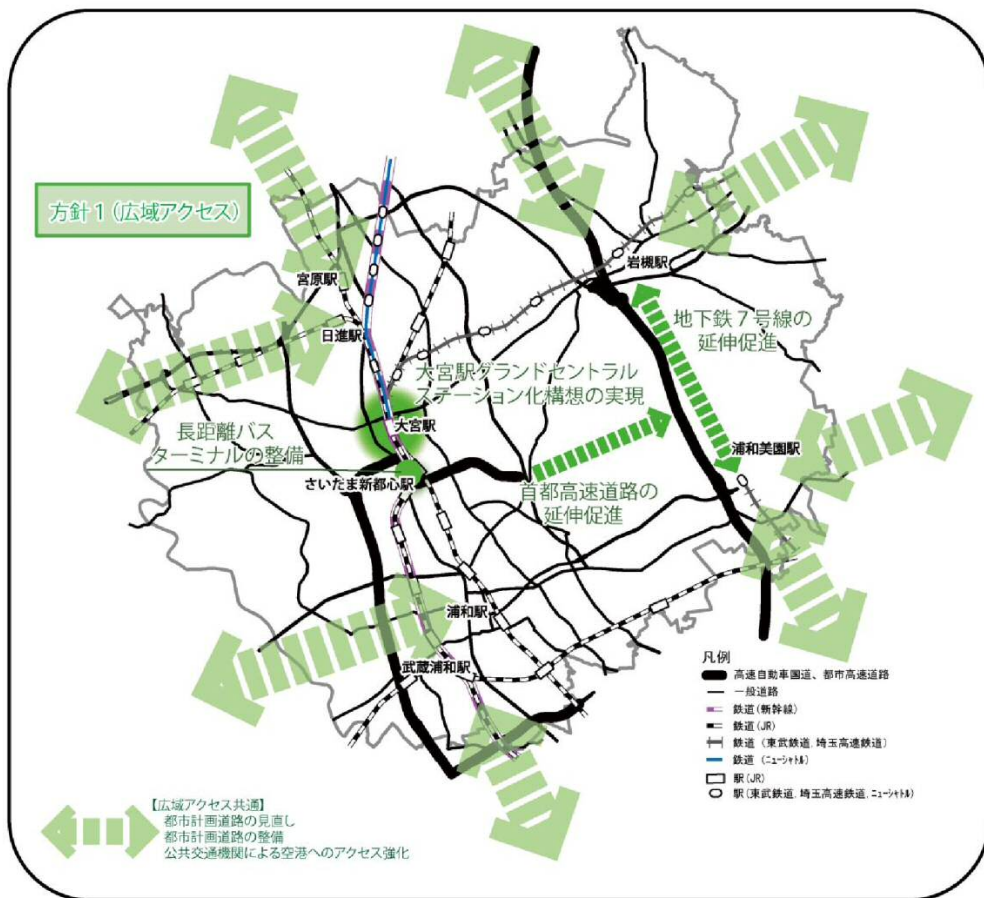 方針1(広域アクセス)
宮原駅
日進駅
岩槻駅
地下鉄7号線の
延伸促進
大宮駅グランドセントラル
ステーション化構想の実現
大宮駅
長距離バス
ターミナルの整備
さいたま新都心駅
浦和美園駅
首都高速道路の
延伸促進
浦和駅
武蔵浦和駅
凡例
高速自動車国道、都市高速道路
一般道路
鉄道(新幹線)
鉄道(JR)
鉄道(東武鉄道,埼玉高速鉄道)
鉄道(ニューシャトル)
駅(JR)
駅(東武鉄道,埼玉高速鉄道,ニューシャトル)
【広域アクセス共通】
都市計画道路の見直し
都市計画道路の整備
公共交通機関による空港へのアクセス強化